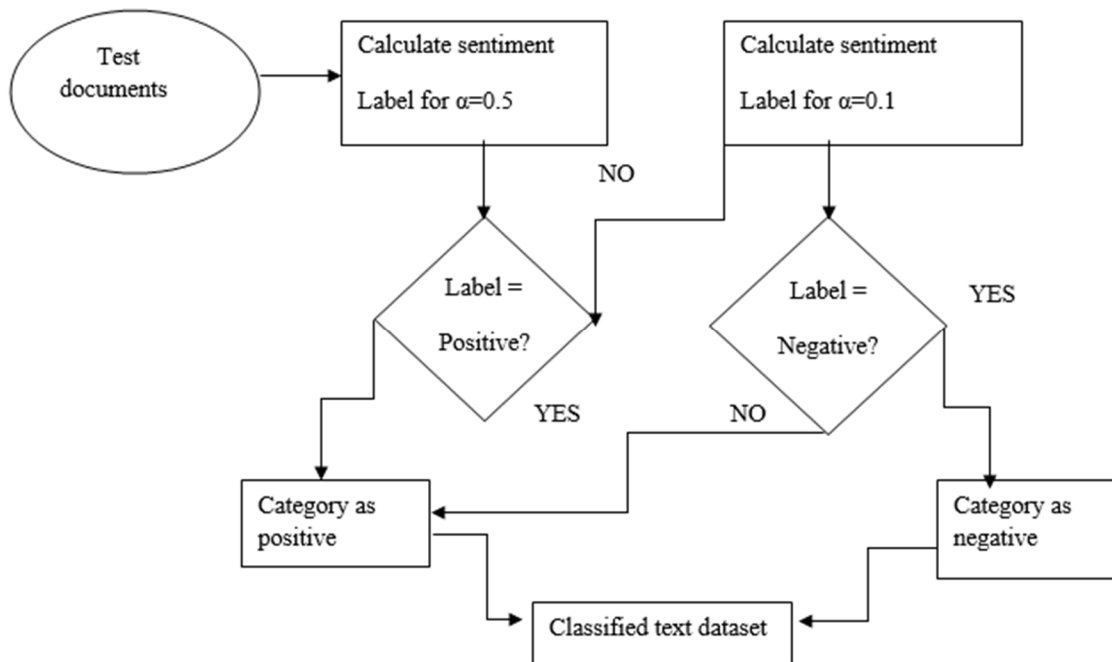 Test
documents
Calculate sentiment
Label for α=0.5
Calculate sentiment
Label for α=0.1
NO
Label =
Positive?
Label =
Negative?
YES
YES
NO
Category as
positive
Category as
negative
Classified text dataset